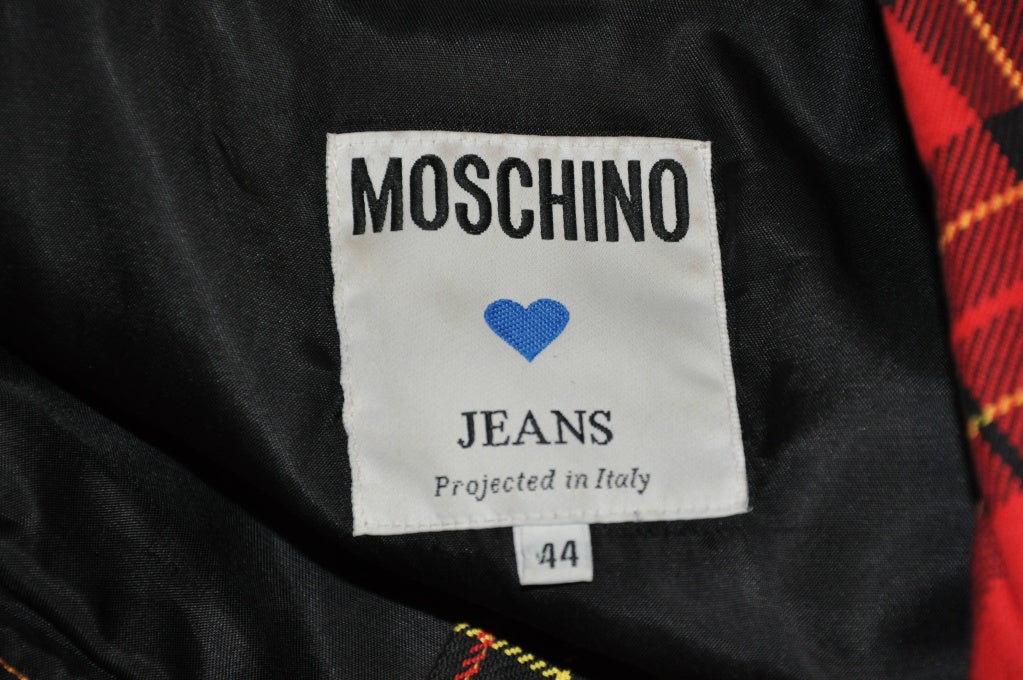 MOSCHINO
JEANS
Projected in Italy
44